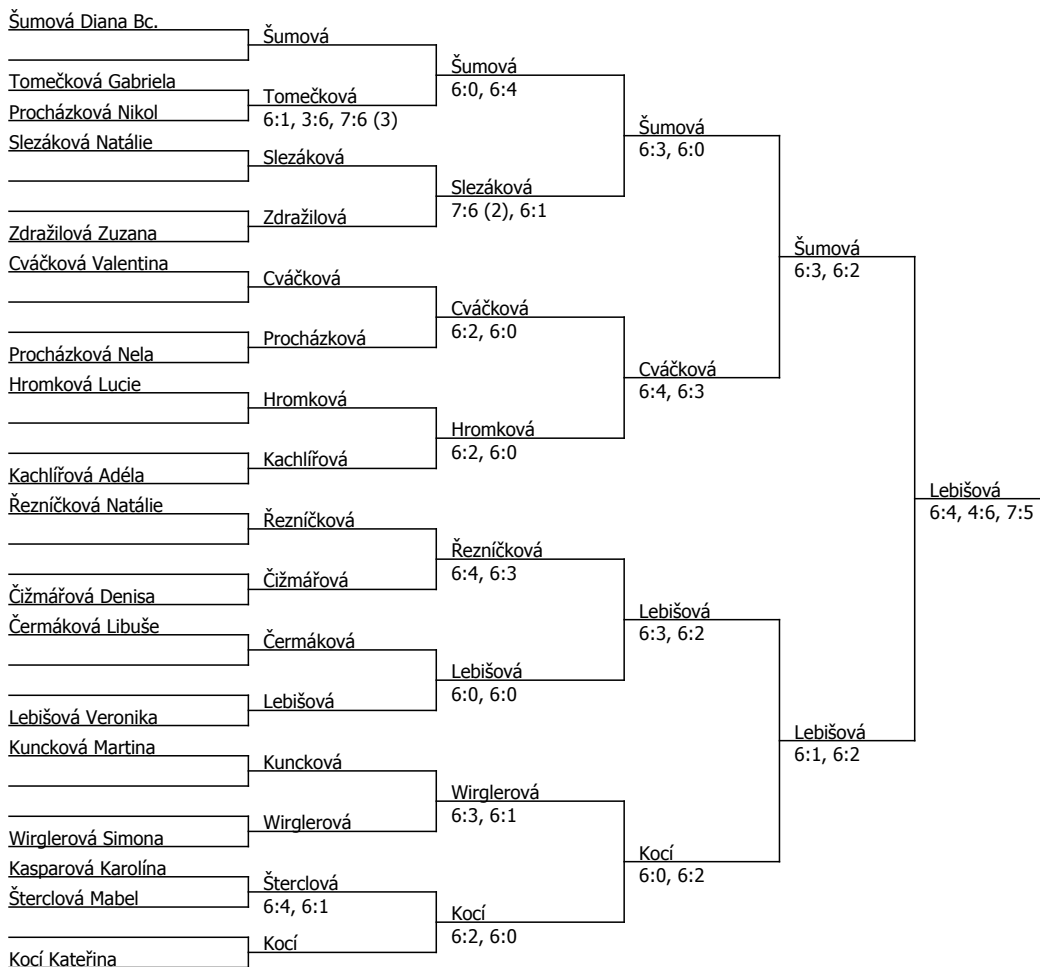 Šumová Diana Bc.
Tomečková Gabriela
Procházková Nikol
Slezáková Natálie
Zdražilová Zuzana
Cváčková Valentina
Procházková Nela
Hromková Lucie
Kachlířová Adéla
Řezníčková Natálie
Čižmářová Denisa
Čermáková Libuše
Lebišová Veronika
Kuncková Martina
Wirglerová Simona
Kasparová Karolína
Šterclová Mabel
Kocí Kateřina
Šumová
Tomečková
6:1, 3:6, 7:6 (3)
Slezáková
Zdražilová
Cváčková
Procházková
Hromková
Kachlířová
Řezníčková
Čižmářová
Čermáková
Lebišová
Kuncková
Wirglerová
Šterclová
6:4, 6:1
Kocí
Šumová
6:0, 6:4
Slezáková
7:6 (2), 6:1
Cváčková
6:2, 6:0
Hromková
6:2, 6:0
Řezníčková
6:4, 6:3
Lebišová
6:0, 6:0
Wirglerová
6:3, 6:1
Kocí
6:2, 6:0
Šumová
6:3, 6:0
Cváčková
6:4, 6:3
Lebišová
6:3, 6:2
Kocí
6:0, 6:2
Šumová
6:3, 6:2
Lebišová
6:1, 6:2
Lebišová
6:4, 4:6, 7:5